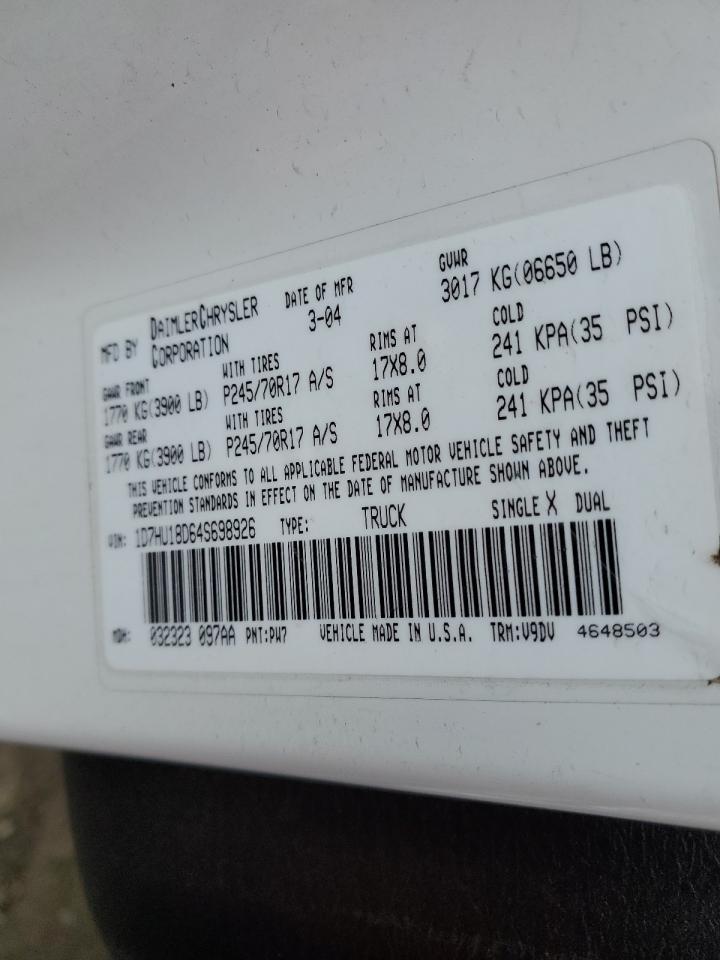 MFD BY DAIMLERCHRYSLER CORPORATION DATE OF MFR 3-04 GVWR 3017 KG(06650 LB)
GAWR FRONT WITH TIRES RIMS AT COLD
1770 KG(3900 LB) P245/70R17 A/S 17X8.0 241 KPA(35 PSI)
GAWR REAR WITH TIRES RIMS AT COLD
1770 KG(3900 LB) P245/70R17 A/S 17X8.0 241 KPA(35 PSI)
THIS VEHICLE CONFORMS TO ALL APPLICABLE FEDERAL MOTOR VEHICLE SAFETY AND THEFT
PREVENTION STANDARDS IN EFFECT ON THE DATE OF MANUFACTURE SHOWN ABOVE.
VIN: 1D7HU18D64S698926 TYPE: TRUCK SINGLE X DUAL
MDH: 032323 097AA PNT:PW7 VEHICLE MADE IN U.S.A. TRM:V9DV 4648503